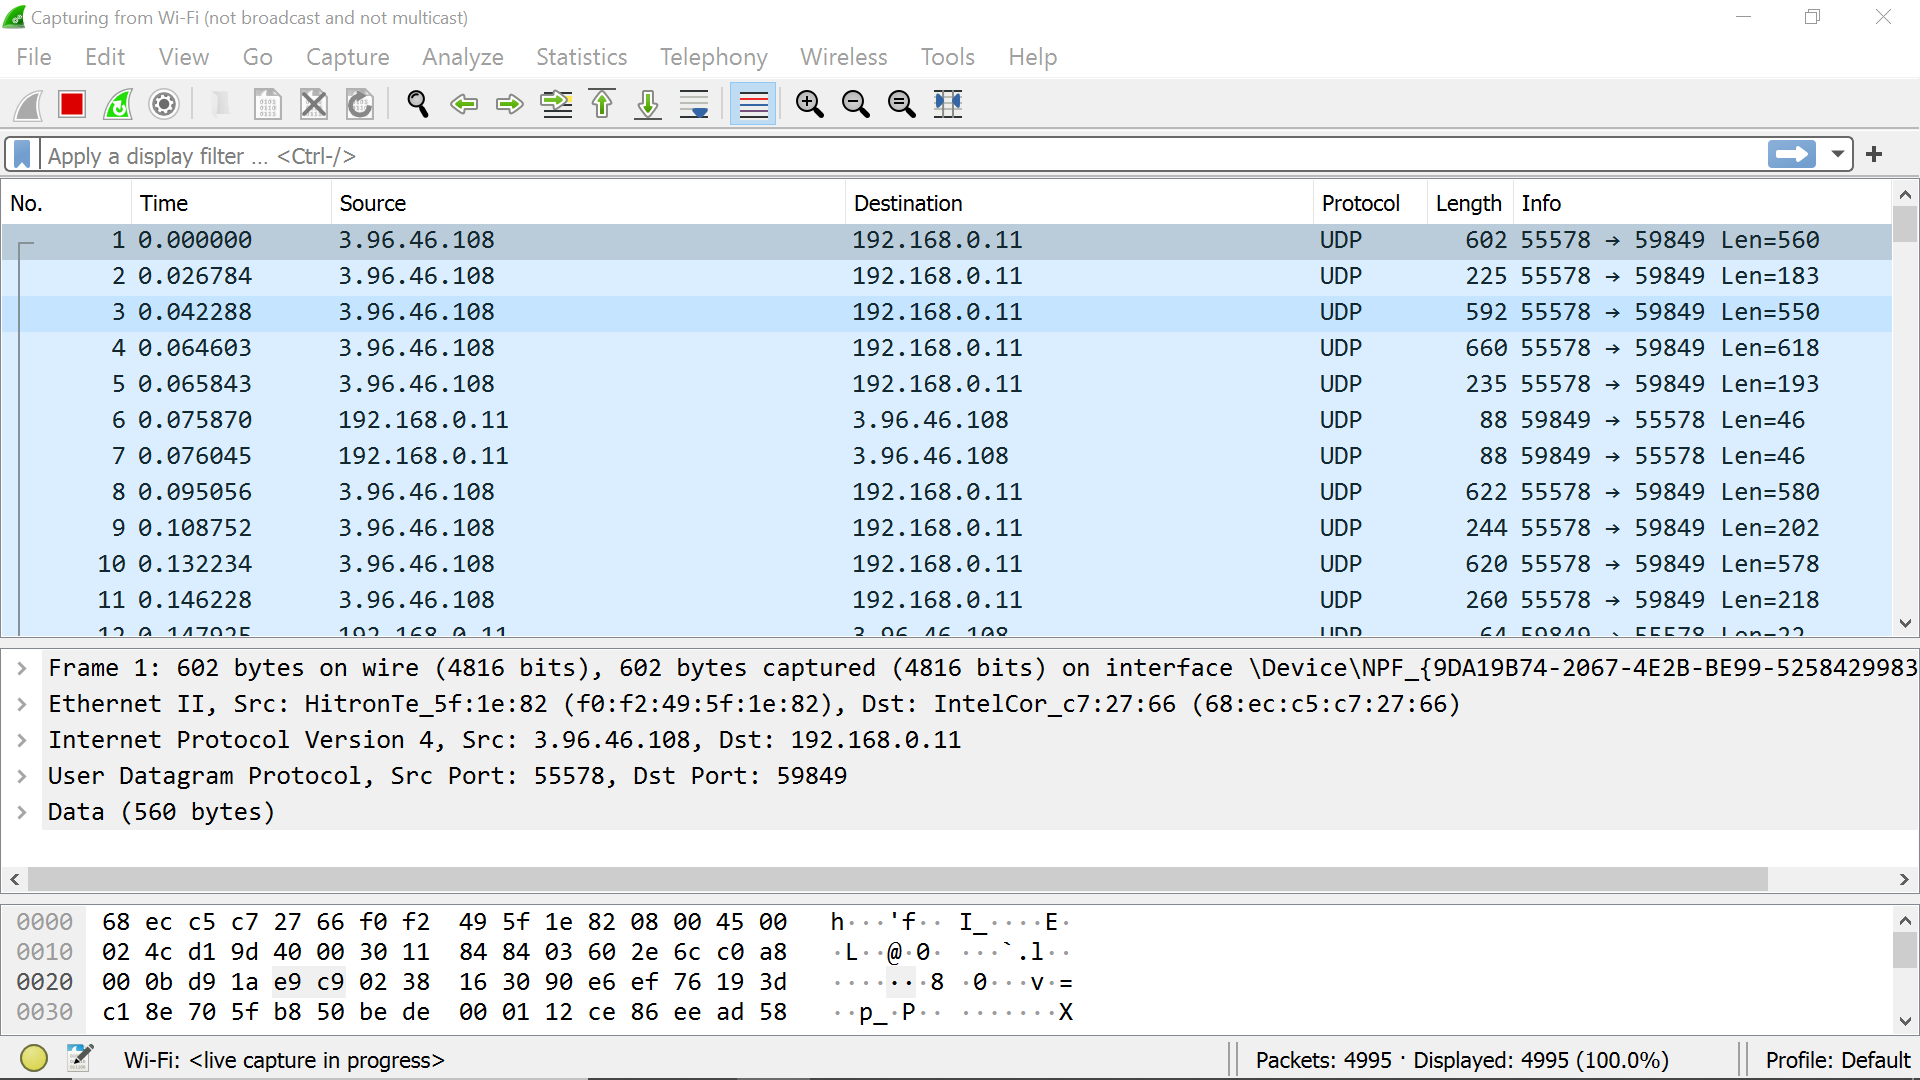 Capturing from Wi-Fi (not broadcast and not multicast)
File Edit View Go Capture Analyze Statistics Telephony Wireless Tools Help
Apply a display filter ... <Ctrl-/>
No. Time Source Destination Protocol Length Info
1 0.000000 3.96.46.108 192.168.0.11 UDP 602 55578 → 59849 Len=560
2 0.026784 3.96.46.108 192.168.0.11 UDP 225 55578 → 59849 Len=183
3 0.042288 3.96.46.108 192.168.0.11 UDP 592 55578 → 59849 Len=550
4 0.064603 3.96.46.108 192.168.0.11 UDP 660 55578 → 59849 Len=618
5 0.065843 3.96.46.108 192.168.0.11 UDP 235 55578 → 59849 Len=193
6 0.075870 192.168.0.11 3.96.46.108 UDP 88 59849 → 55578 Len=46
7 0.076045 192.168.0.11 3.96.46.108 UDP 88 59849 → 55578 Len=46
8 0.095056 3.96.46.108 192.168.0.11 UDP 622 55578 → 59849 Len=580
9 0.108752 3.96.46.108 192.168.0.11 UDP 244 55578 → 59849 Len=202
10 0.132234 3.96.46.108 192.168.0.11 UDP 620 55578 → 59849 Len=578
11 0.146228 3.96.46.108 192.168.0.11 UDP 260 55578 → 59849 Len=218
12 0.147925 192.168.0.11 3.96.46.108 UDP 64 59849 → 55578 Len=22
Frame 1: 602 bytes on wire (4816 bits), 602 bytes captured (4816 bits) on interface \Device\NPF_{9DA19B74-2067-4E2B-BE99-5258429983
Ethernet II, Src: HitronTe_5f:1e:82 (f0:f2:49:5f:1e:82), Dst: IntelCor_c7:27:66 (68:ec:c5:c7:27:66)
Internet Protocol Version 4, Src: 3.96.46.108, Dst: 192.168.0.11
User Datagram Protocol, Src Port: 55578, Dst Port: 59849
Data (560 bytes)
0000 68 ec c5 c7 27 66 f0 f2 49 5f 1e 82 08 00 45 00 h···'f·· I_····E·
0010 02 4c d1 9d 40 00 30 11 84 84 03 60 2e 6c c0 a8 ·L··@·0· ···`.l··
0020 00 0b d9 1a e9 c9 02 38 16 30 90 e6 ef 76 19 3d ·······8 ·0···v·=
0030 c1 8e 70 5f b8 50 be de 00 01 12 ce 86 ee ad 58 ··p_·P·· ·······X
Wi-Fi: <live capture in progress> Packets: 4995 · Displayed: 4995 (100.0%) Profile: Default